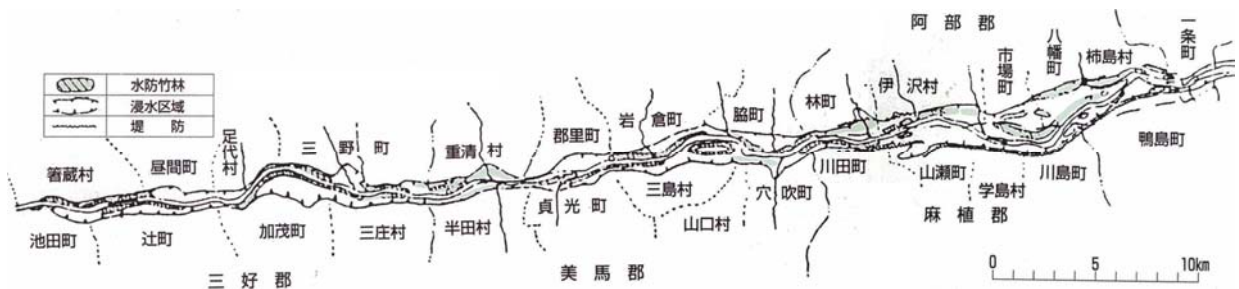 阿部郡
一条町
柿島村
八幡町
市場町
伊沢村
林町
脇町
岩倉町
郡里町
重清村
三野町
足代村
昼間町
箸蔵村
水防竹林
浸水区域
堤防
鴨島町
川島町
学島村
山瀬町
川田町
穴吹町
山口村
三島村
貞光町
半田村
三庄村
加茂町
辻町
池田町
麻植郡
美馬郡
三好郡
0 5 10km